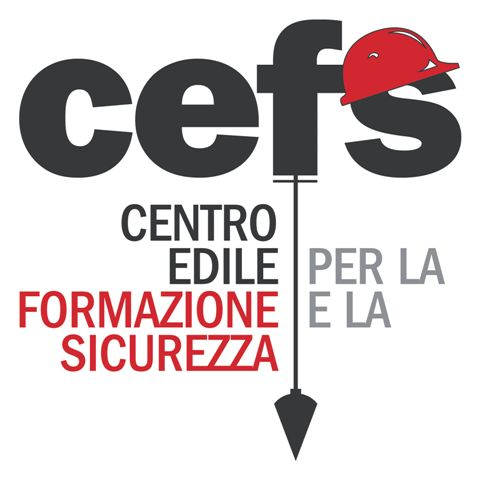 cefs
CENTRO
EDILE PER LA
FORMAZIONE E LA
SICUREZZA